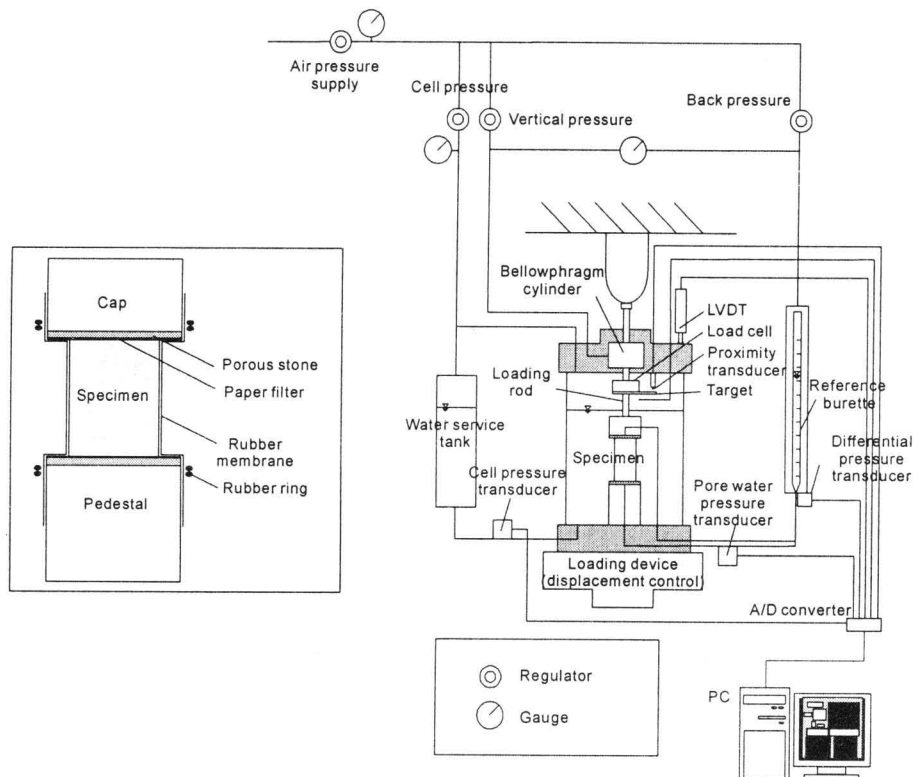 Air pressure
supply
Cell pressure
Vertical pressure
Back pressure
Bellowphragm
cylinder
LVDT
Load cell
Proximity
transducer
Target
Loading
rod
Reference
burette
Water service
tank
Specimen
Differential
pressure
transducer
Cell pressure
transducer
Pore water
pressure
transducer
Loading device
(displacement control)
A/D converter
PC
Cap
Porous stone
Paper filter
Specimen
Rubber
membrane
Rubber ring
Pedestal
Regulator
Gauge